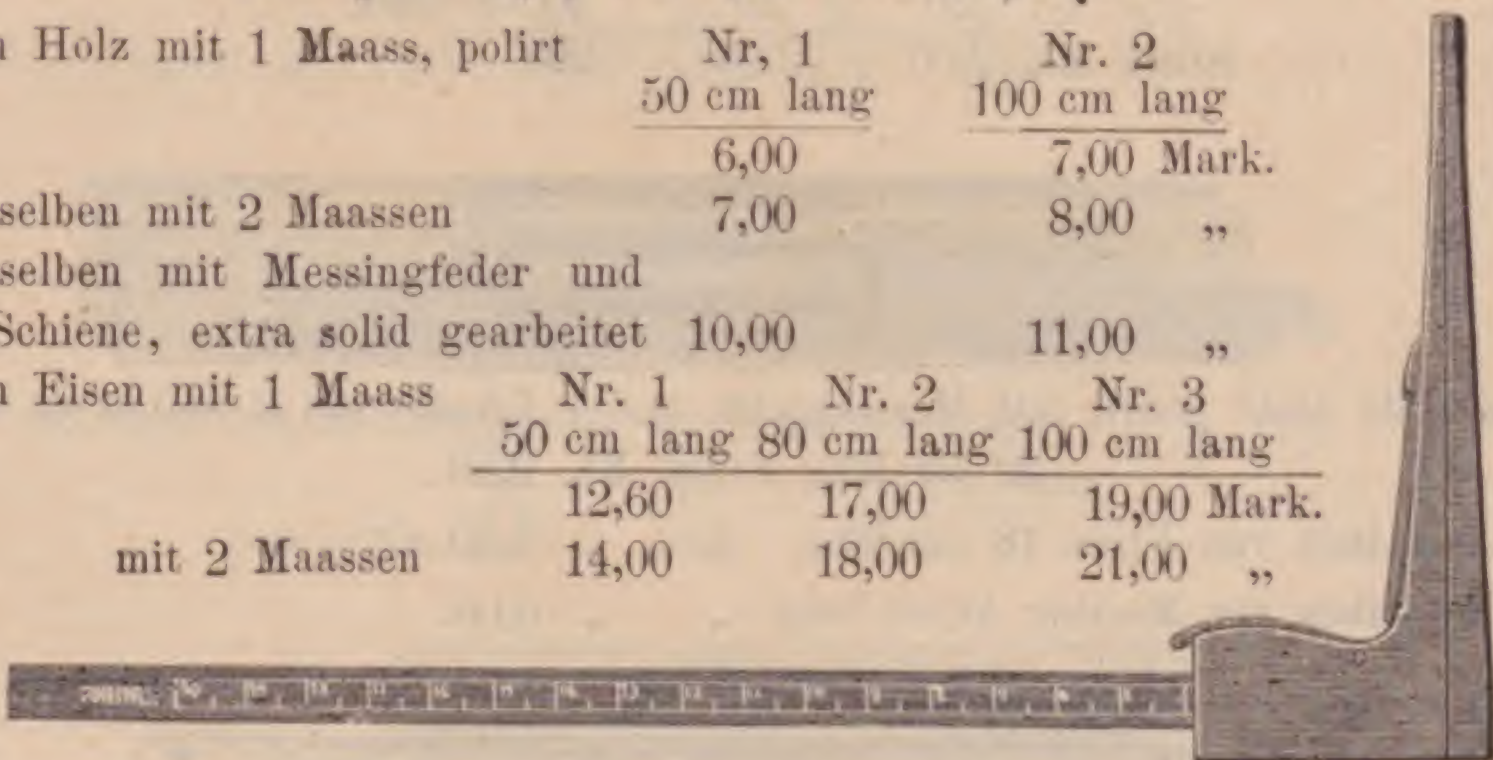 Holz mit 1 Maass, polirt Nr, 1 Nr. 2
50 cm lang 100 cm lang
6,00 7,00 Mark.
selben mit 2 Maassen 7,00 8,00 „
selben mit Messingfeder und
Schiene, extra solid gearbeitet 10,00 11,00 „
Eisen mit 1 Maass Nr. 1 Nr. 2 Nr. 3
50 cm lang 80 cm lang 100 cm lang
12,60 17,00 19,00 Mark.
mit 2 Maassen 14,00 18,00 21,00 „